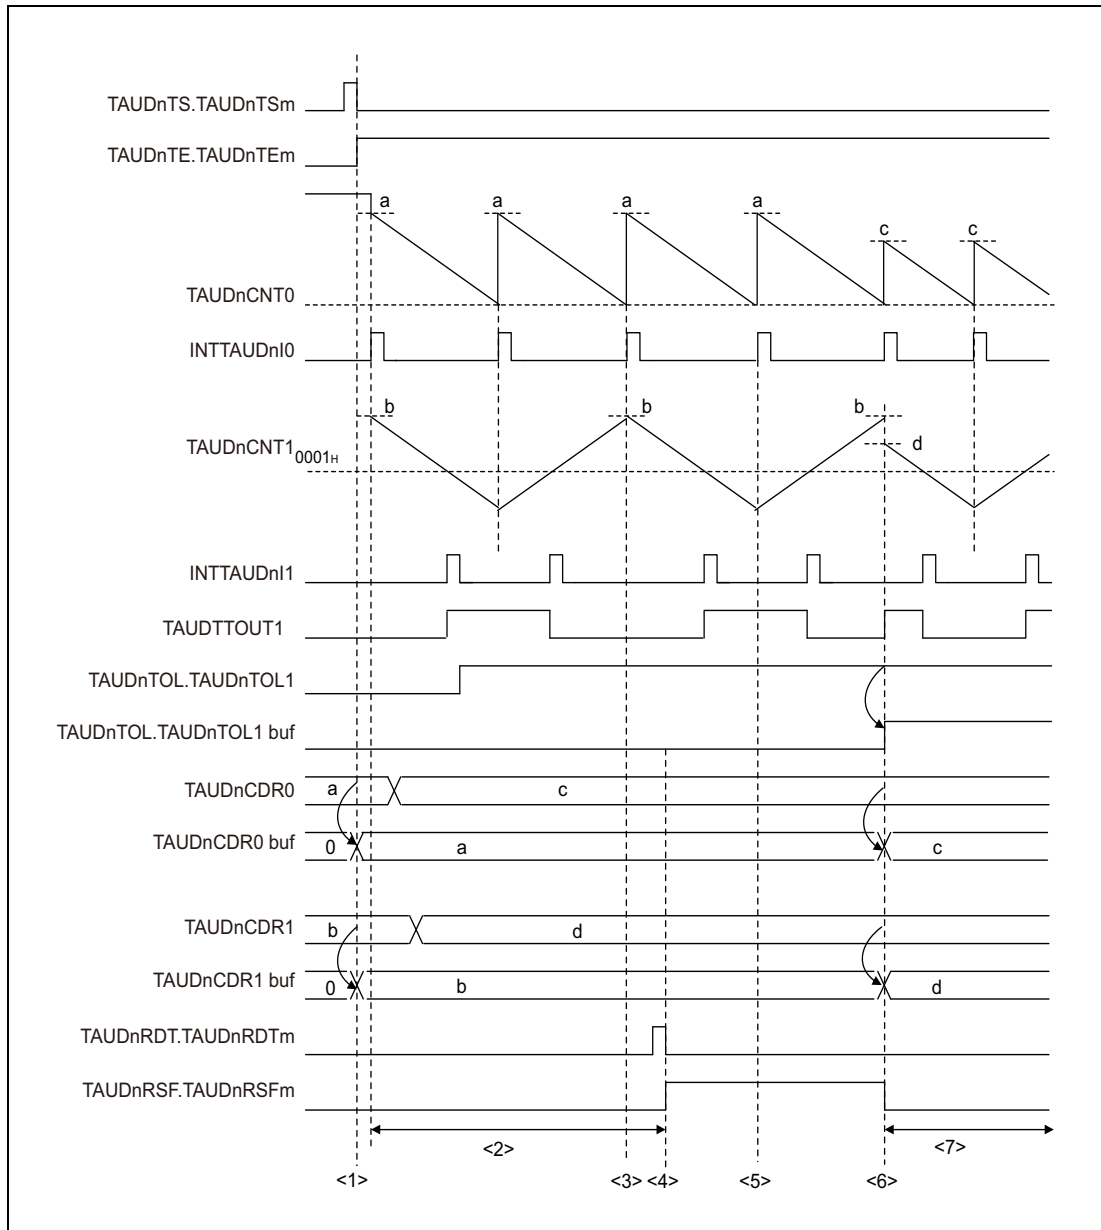 TAUDnTS.TAUDnTSm
TAUDnTE.TAUDnTEm
a a a a c c
TAUDnCNT0
INTTAUDnI0
b b b
TAUDnCNT1 0001H d
INTTAUDnI1
TAUDTTOUT1
TAUDnTOL.TAUDnTOL1
TAUDnTOL.TAUDnTOL1 buf
TAUDnCDR0 a c
TAUDnCDR0 buf 0 a c
TAUDnCDR1 b d
TAUDnCDR1 buf 0 b d
TAUDnRDT.TAUDnRDTm
TAUDnRSF.TAUDnRSFm
<2> <7>
<1> <3> <4> <5> <6>